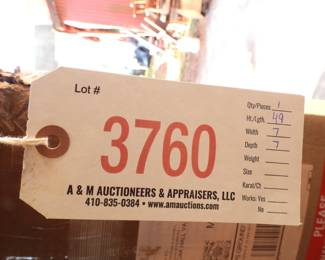 Lot #
3760
A & M AUCTIONEERS & APPRAISERS, LLC
410-835-0384 • www.amauctions.com
Qty/Pieces 1
Ht./Lgth. 49
Width 7
Depth 7
Weight
Size
Karat/Ct
Works: Yes
No
PLEASE